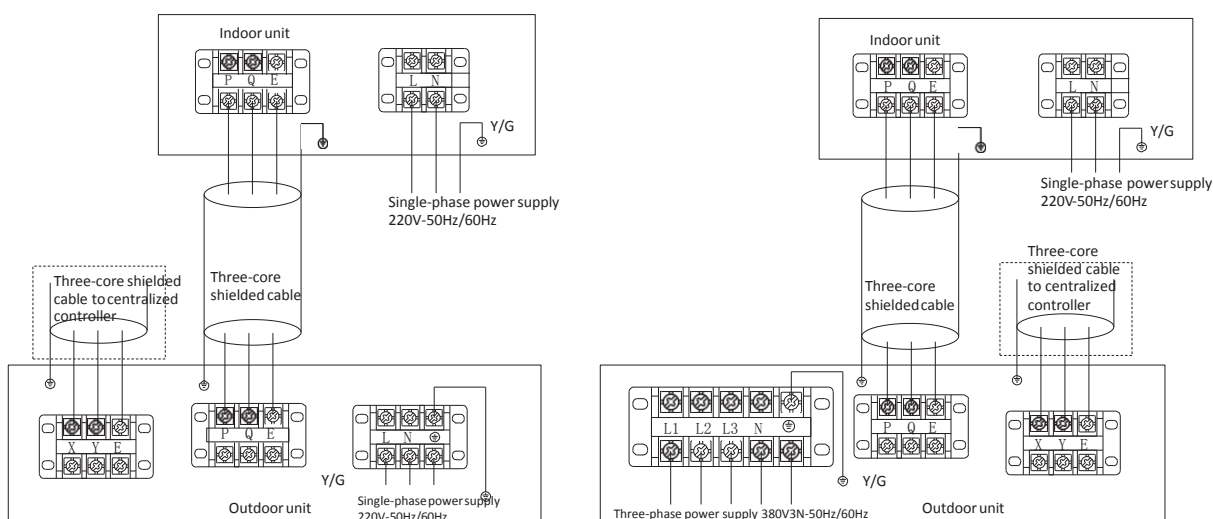 Indoor unit
P Q E
L N
Y/G
Single-phase power supply
220V-50Hz/60Hz
Three-core shielded
cable to centralized
controller
Three-core
shielded cable
X Y E
P Q E
L N
Y/G
Single-phase power supply
220V-50Hz/60Hz
Outdoor unit
Indoor unit
P Q E
L N
Y/G
Single-phase power supply
220V-50Hz/60Hz
Three-core
shielded cable
Three-core
shielded cable
to centralized
controller
L1 L2 L3 N
P Q E
X Y E
Y/G
Three-phase power supply 380V3N-50Hz/60Hz
Outdoor unit